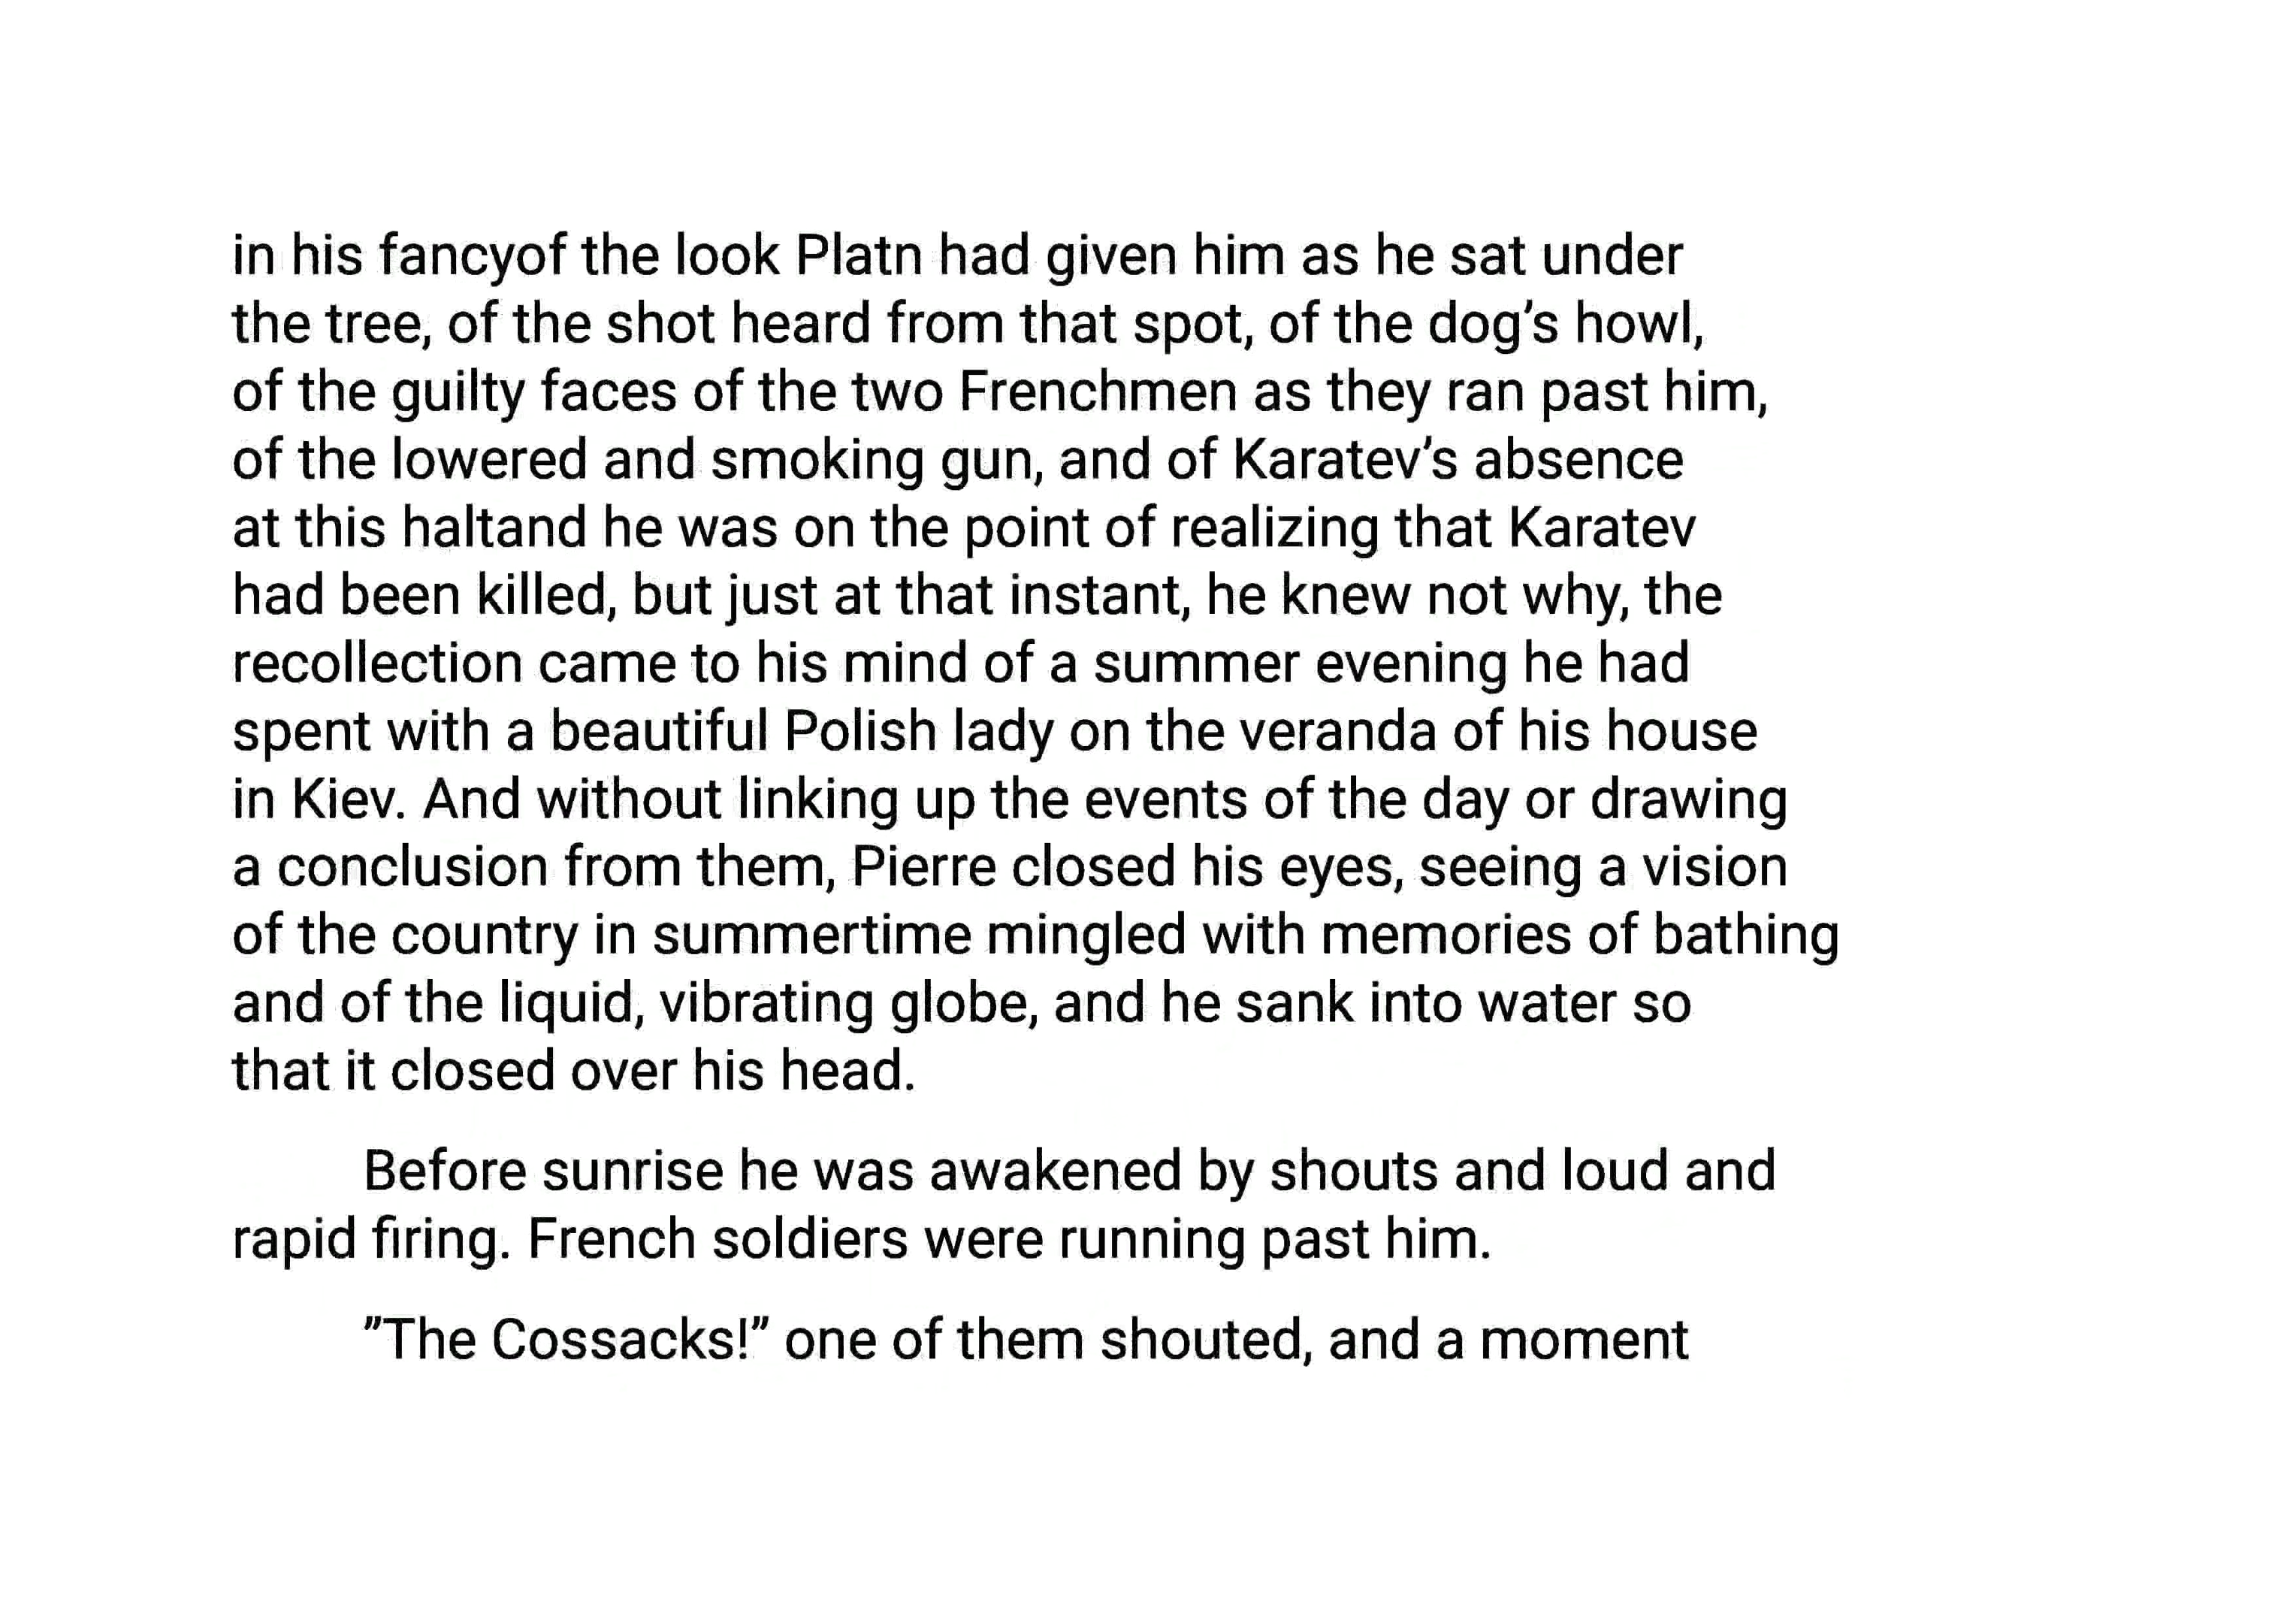 in his fancyof the look Platn had given him as he sat under
the tree, of the shot heard from that spot, of the dog’s howl,
of the guilty faces of the two Frenchmen as they ran past him,
of the lowered and smoking gun, and of Karatev’s absence
at this haltand he was on the point of realizing that Karatev
had been killed, but just at that instant, he knew not why, the
recollection came to his mind of a summer evening he had
spent with a beautiful Polish lady on the veranda of his house
in Kiev. And without linking up the events of the day or drawing
a conclusion from them, Pierre closed his eyes, seeing a vision
of the country in summertime mingled with memories of bathing
and of the liquid, vibrating globe, and he sank into water so
that it closed over his head.
Before sunrise he was awakened by shouts and loud and
rapid firing. French soldiers were running past him.
”The Cossacks!” one of them shouted, and a moment